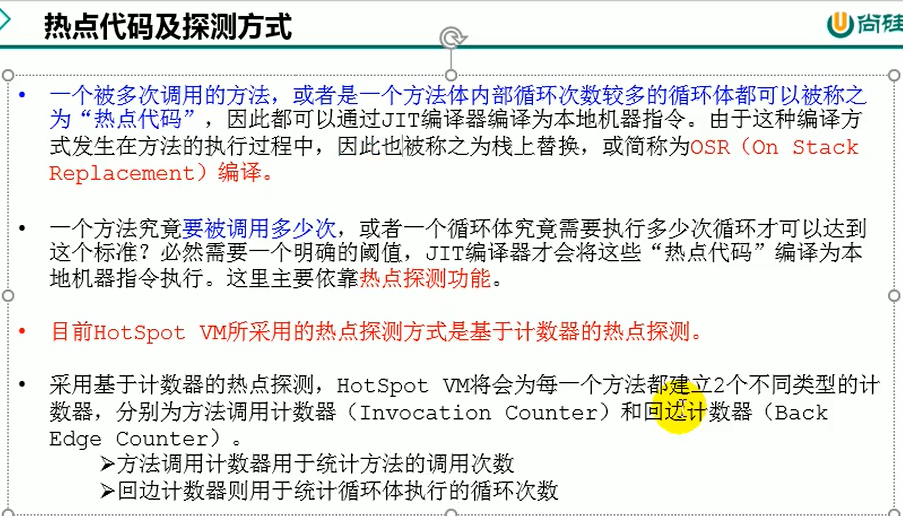 热点代码及探测方式
尚硅
• 一个被多次调用的方法，或者是一个方法体内部循环次数较多的循环体都可以被称之
为“热点代码”，因此都可以通过JIT编译器编译为本地机器指令。由于这种编译方
式发生在方法的执行过程中，因此也被称之为栈上替换，或简称为OSR（On Stack
Replacement）编译。
• 一个方法究竟要被调用多少次，或者一个循环体究竟需要执行多少次循环才可以达到
这个标准？必然需要一个明确的阈值，JIT编译器才会将这些“热点代码”编译为本
地机器指令执行。这里主要依靠热点探测功能。
• 目前HotSpot VM所采用的热点探测方式是基于计数器的热点探测。
• 采用基于计数器的热点探测，HotSpot VM将会为每一个方法都建立2个不同类型的计
数器，分别为方法调用计数器（Invocation Counter）和回边计数器（Back
Edge Counter）。
➢方法调用计数器用于统计方法的调用次数
➢回边计数器则用于统计循环体执行的循环次数